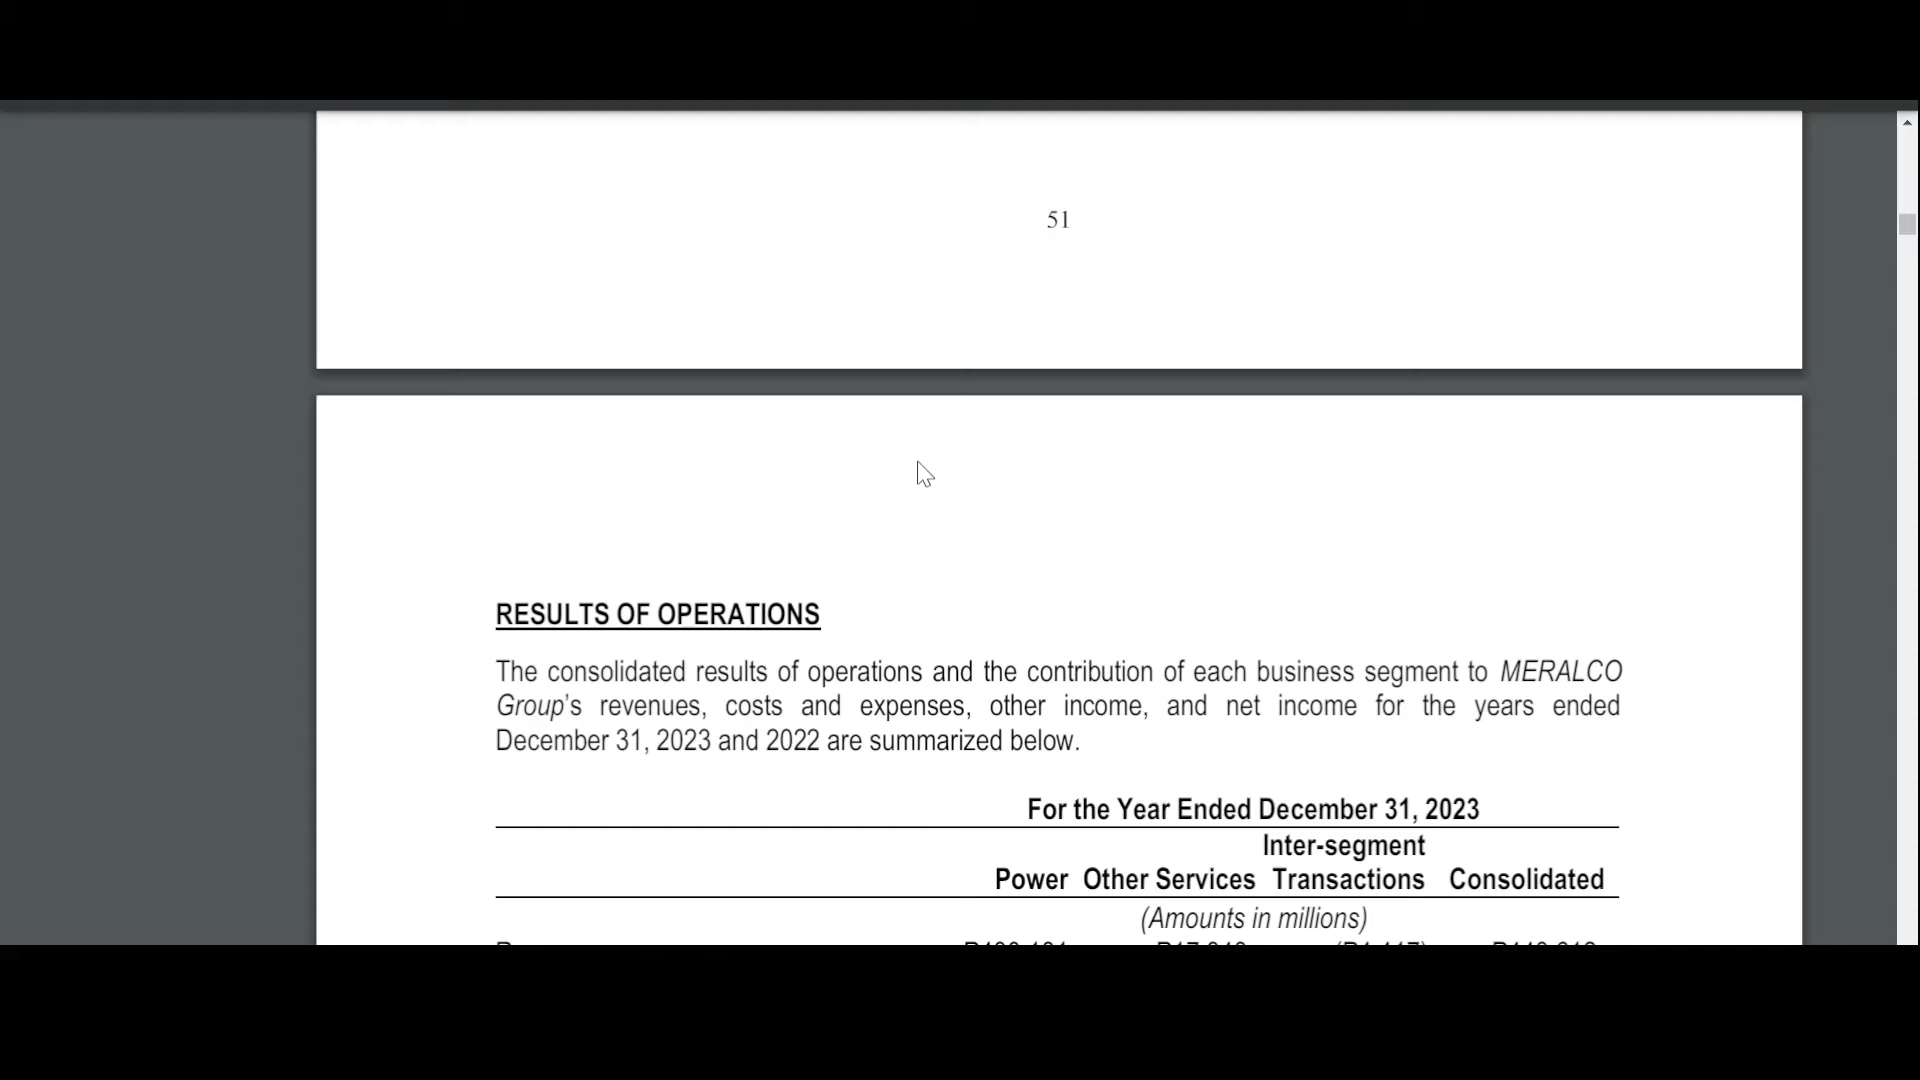 51
RESULTS OF OPERATIONS
The consolidated results of operations and the contribution of each business segment to MERALCO
Group's revenues, costs and expenses, other income, and net income for the years ended
December 31, 2023 and 2022 are summarized below.
For the Year Ended December 31, 2023
Inter-segment
Power Other Services Transactions Consolidated
(Amounts in millions)